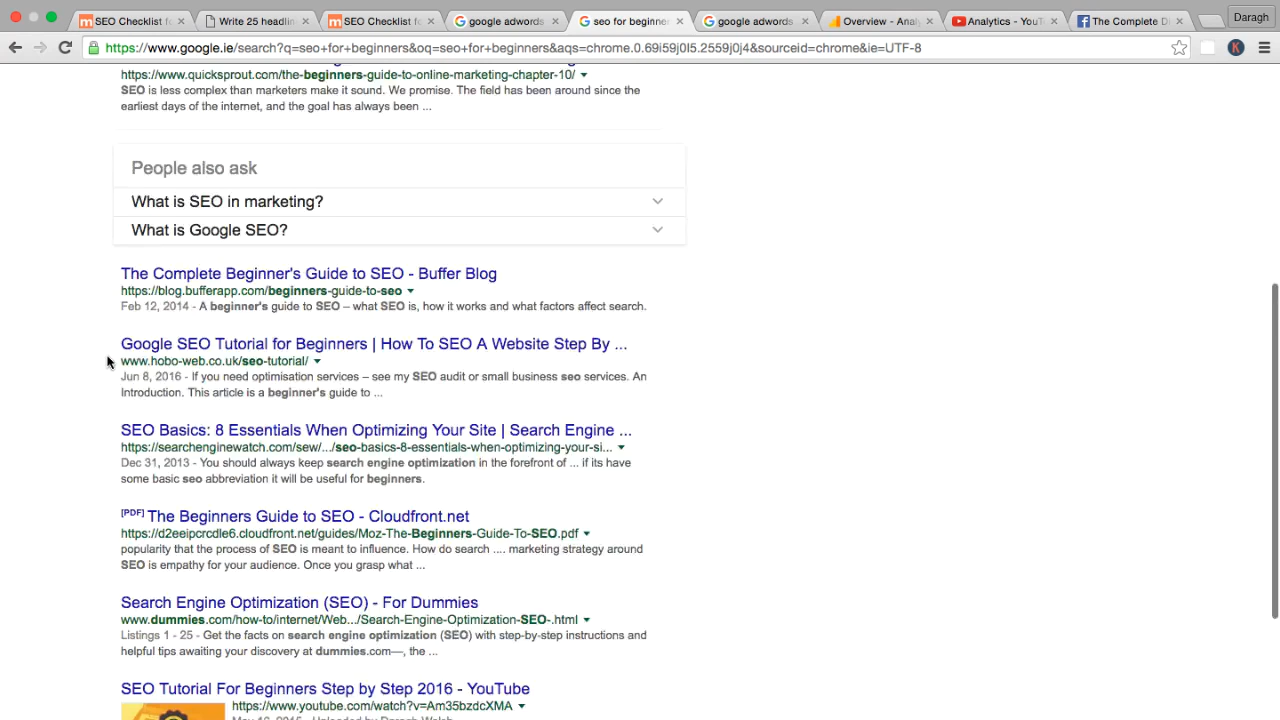 SEO Checklist fo
Write 25 headlin
SEO Checklist fo
google adwords
seo for beginner
google adwords
Overview - Analy
Analytics - YouTu
The Complete Di
Daragh
https://www.google.ie/search?q=seo+for+beginners&oq=seo+for+beginners&aqs=chrome.0.69i59j0l5.2559j0j4&sourceid=chrome&ie=UTF-8
K
https://www.quicksprout.com/the-beginners-guide-to-online-marketing-chapter-10/
SEO is less complex than marketers make it sound. We promise. The field has been around since the
earliest days of the internet, and the goal has always been ...
People also ask
What is SEO in marketing?
What is Google SEO?
The Complete Beginner's Guide to SEO - Buffer Blog
https://blog.bufferapp.com/beginners-guide-to-seo
Feb 12, 2014 - A beginner's guide to SEO – what SEO is, how it works and what factors affect search.
Google SEO Tutorial for Beginners | How To SEO A Website Step By ...
www.hobo-web.co.uk/seo-tutorial/
Jun 8, 2016 - If you need optimisation services – see my SEO audit or small business seo services. An
Introduction. This article is a beginner's guide to ...
SEO Basics: 8 Essentials When Optimizing Your Site | Search Engine ...
https://searchenginewatch.com/sew/.../seo-basics-8-essentials-when-optimizing-your-si...
Dec 31, 2013 - You should always keep search engine optimization in the forefront of ... if its have
some basic seo abbreviation it will be useful for beginners.
[PDF] The Beginners Guide to SEO - Cloudfront.net
https://d2eeipcrcdle6.cloudfront.net/guides/Moz-The-Beginners-Guide-To-SEO.pdf
popularity that the process of SEO is meant to influence. How do search .... marketing strategy around
SEO is empathy for your audience. Once you grasp what ...
Search Engine Optimization (SEO) - For Dummies
www.dummies.com/how-to/internet/Web.../Search-Engine-Optimization-SEO-.html
Listings 1 - 25 - Get the facts on search engine optimization (SEO) with step-by-step instructions and
helpful tips awaiting your discovery at dummies.com—, the ...
SEO Tutorial For Beginners Step by Step 2016 - YouTube
https://www.youtube.com/watch?v=Am35bzdcXMA